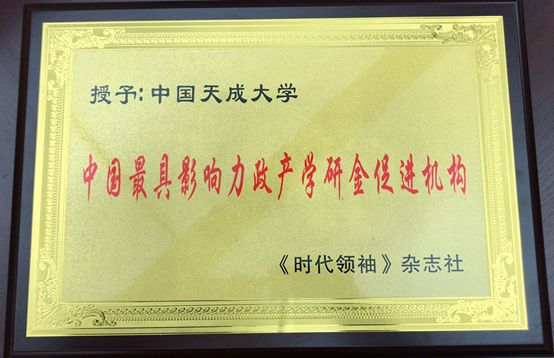 授予:中国天成大学
中国最具影响力政产学研金促进机构
《时代领袖》杂志社